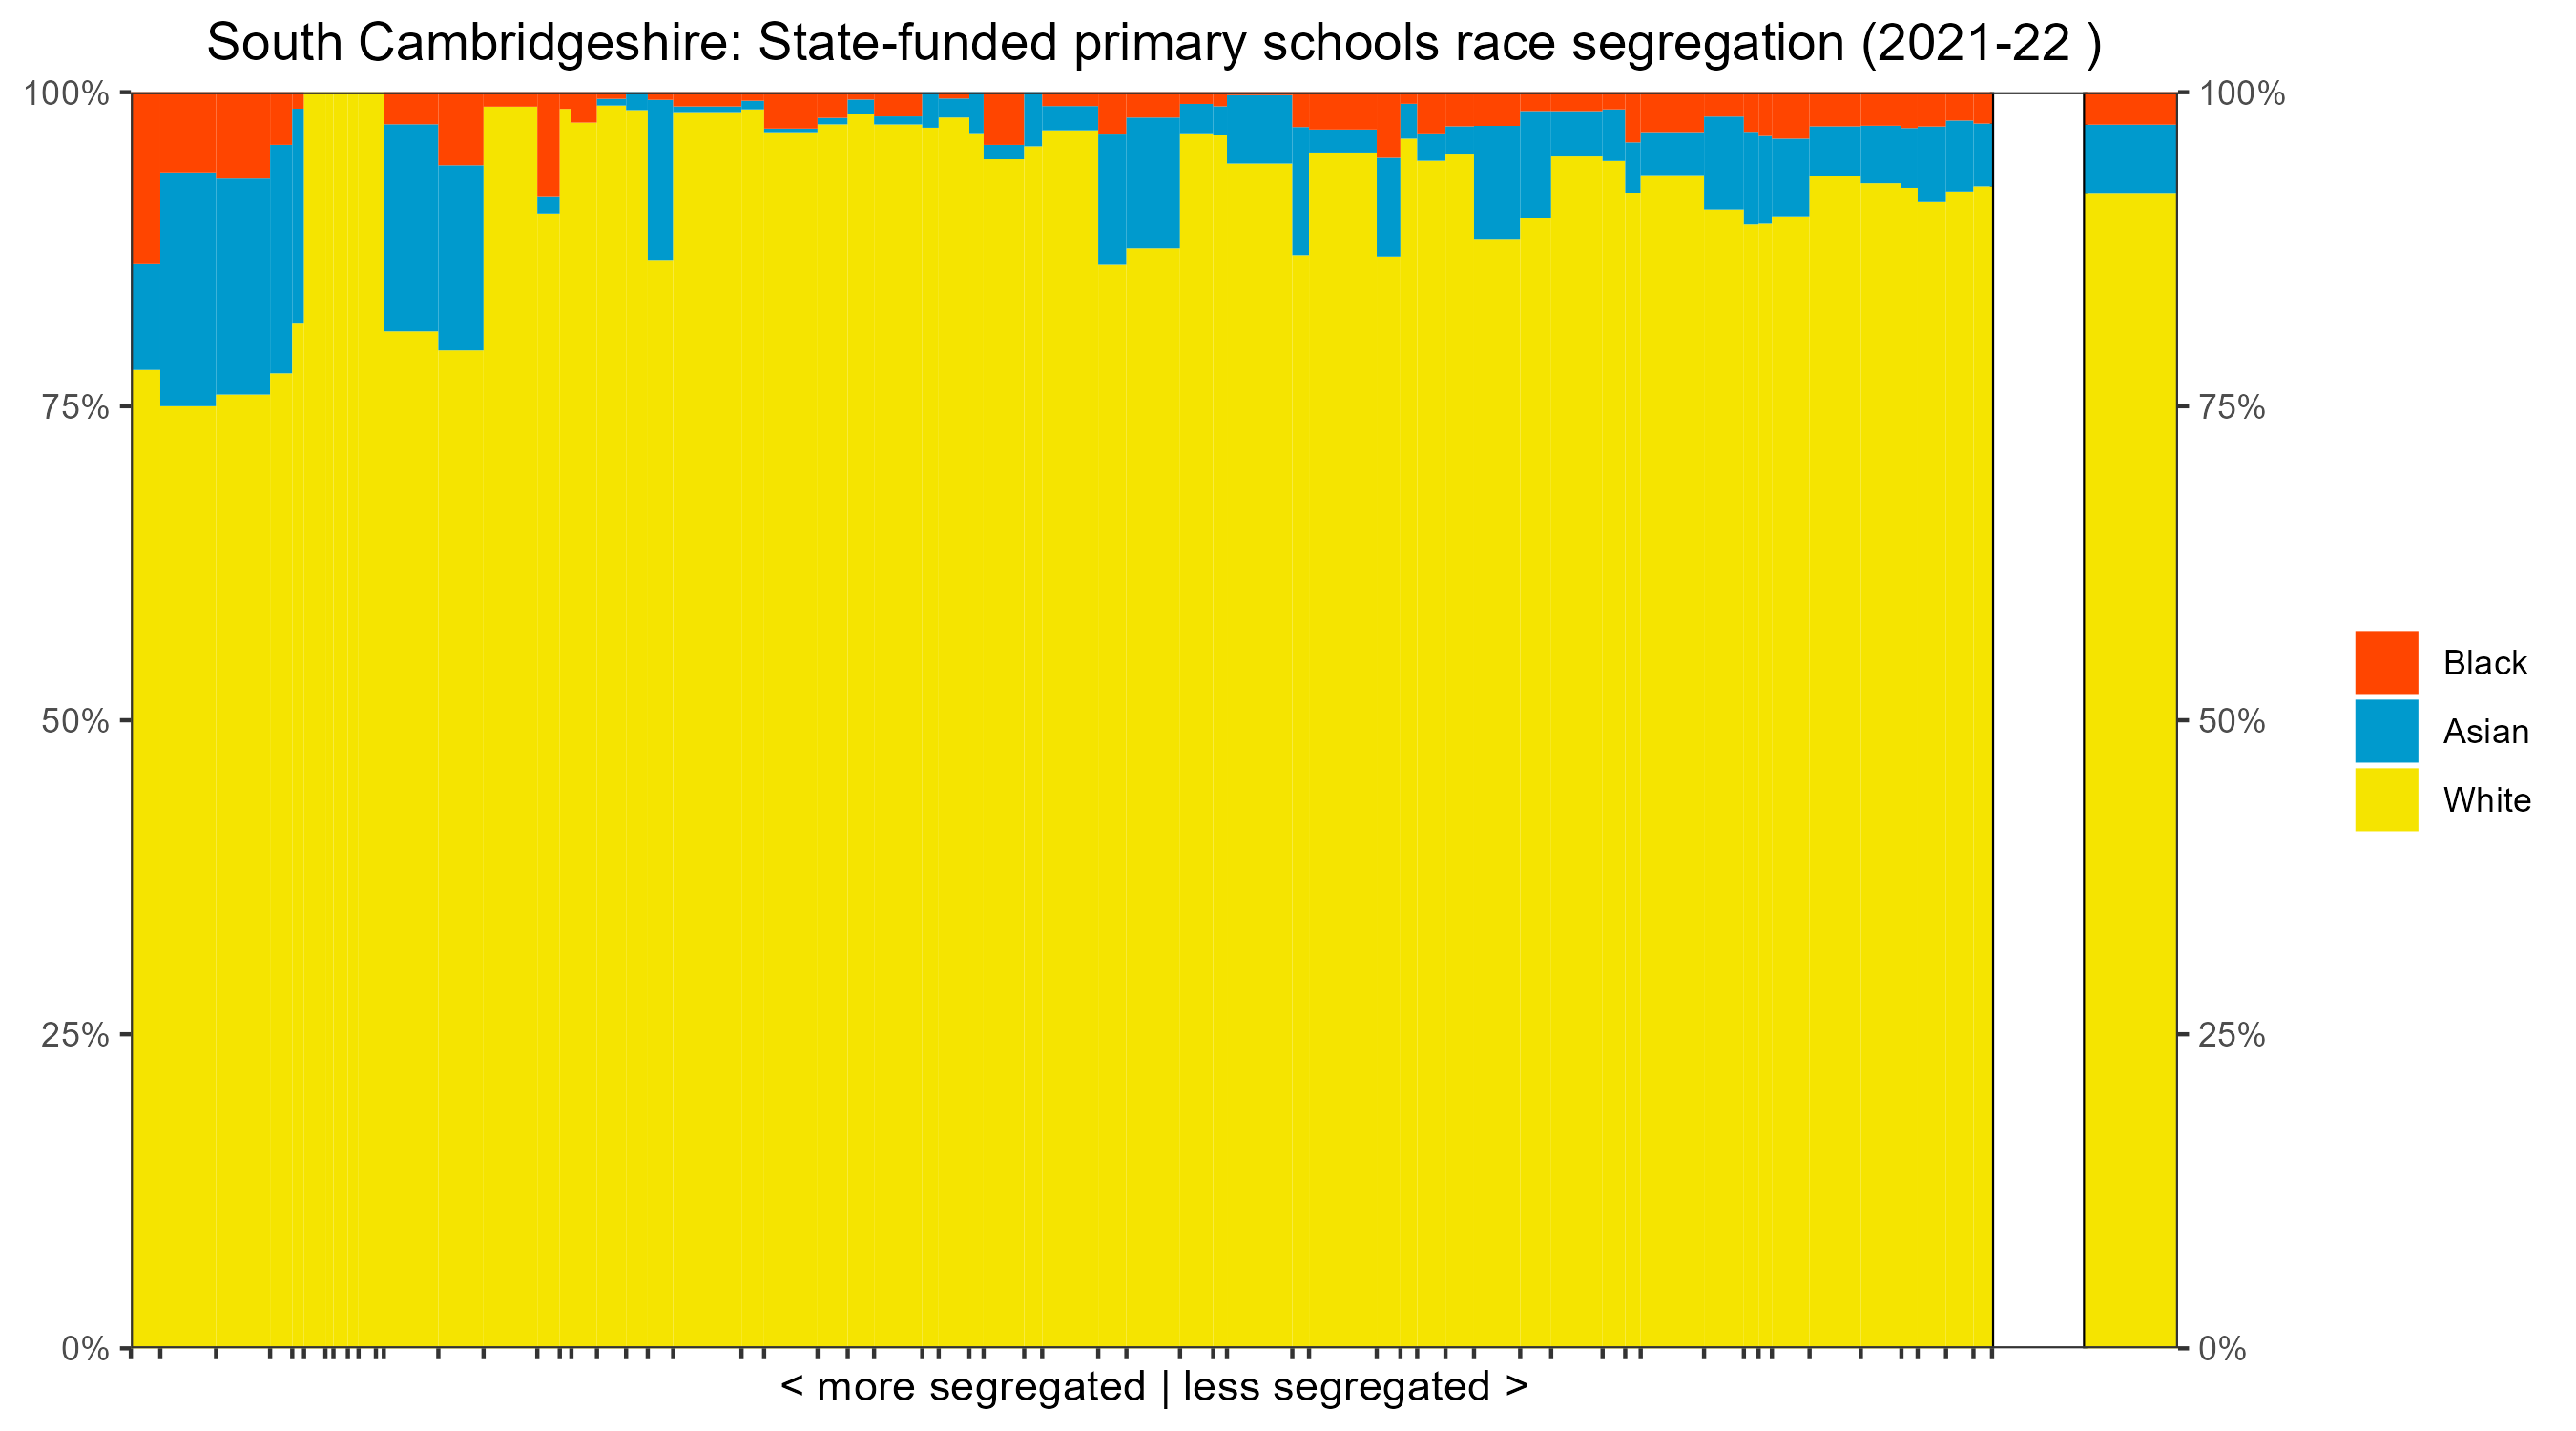 South Cambridgeshire: State-funded primary schools race segregation (2021-22 )
100%
75%
50%
25%
0%
100%
75%
50%
25%
0%
Black
Asian
White
< more segregated | less segregated >